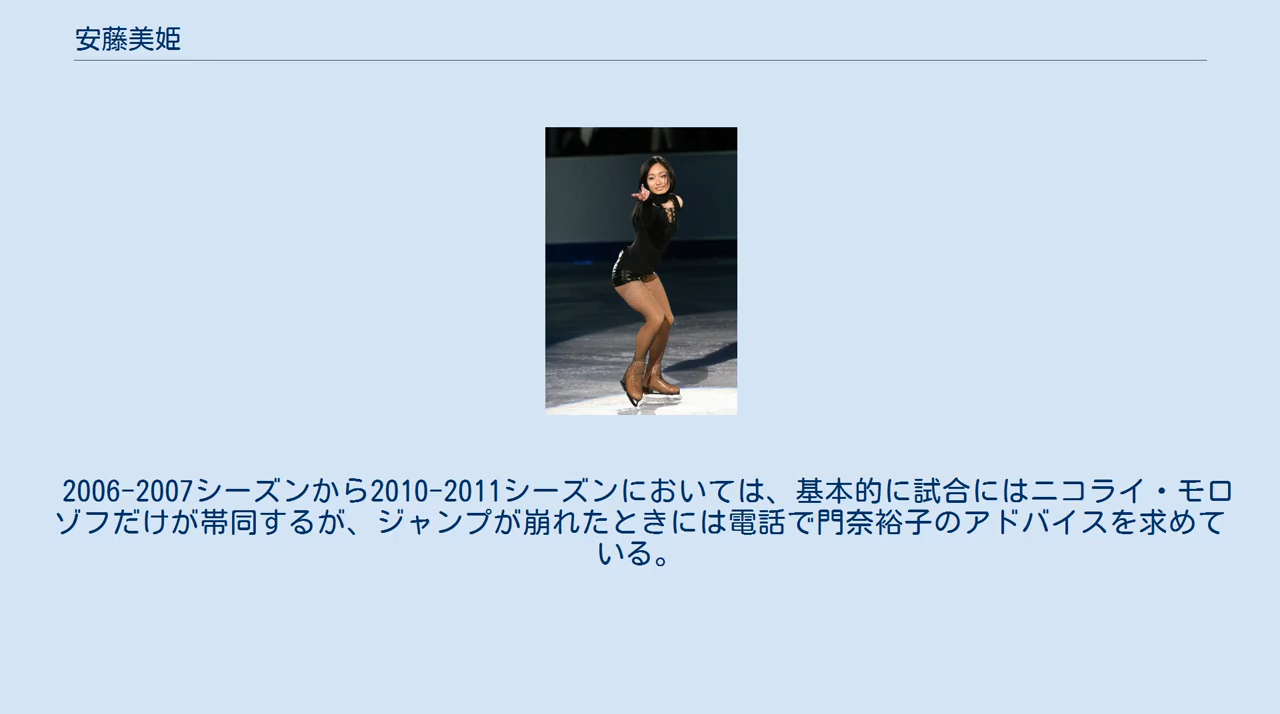 安藤美姫
2006-2007シーズンから2010-2011シーズンにおいては、基本的に試合にはニコライ・モロ
ゾフだけが帯同するが、ジャンプが崩れたときには電話で門奈裕子のアドバイスを求めて
いる。